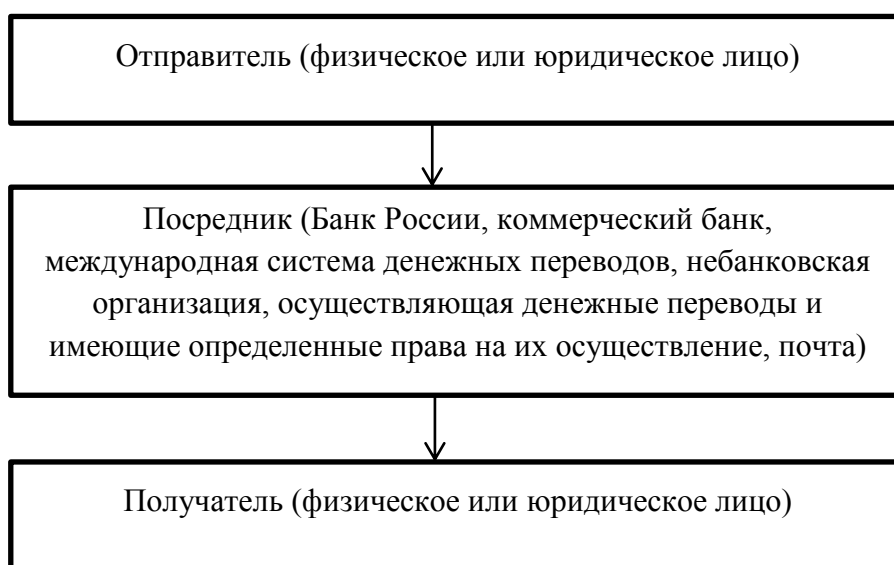 Отправитель (физическое или юридическое лицо)
Посредник (Банк России, коммерческий банк,
международная система денежных переводов, небанковская
организация, осуществляющая денежные переводы и
имеющие определенные права на их осуществление, почта)
Получатель (физическое или юридическое лицо)